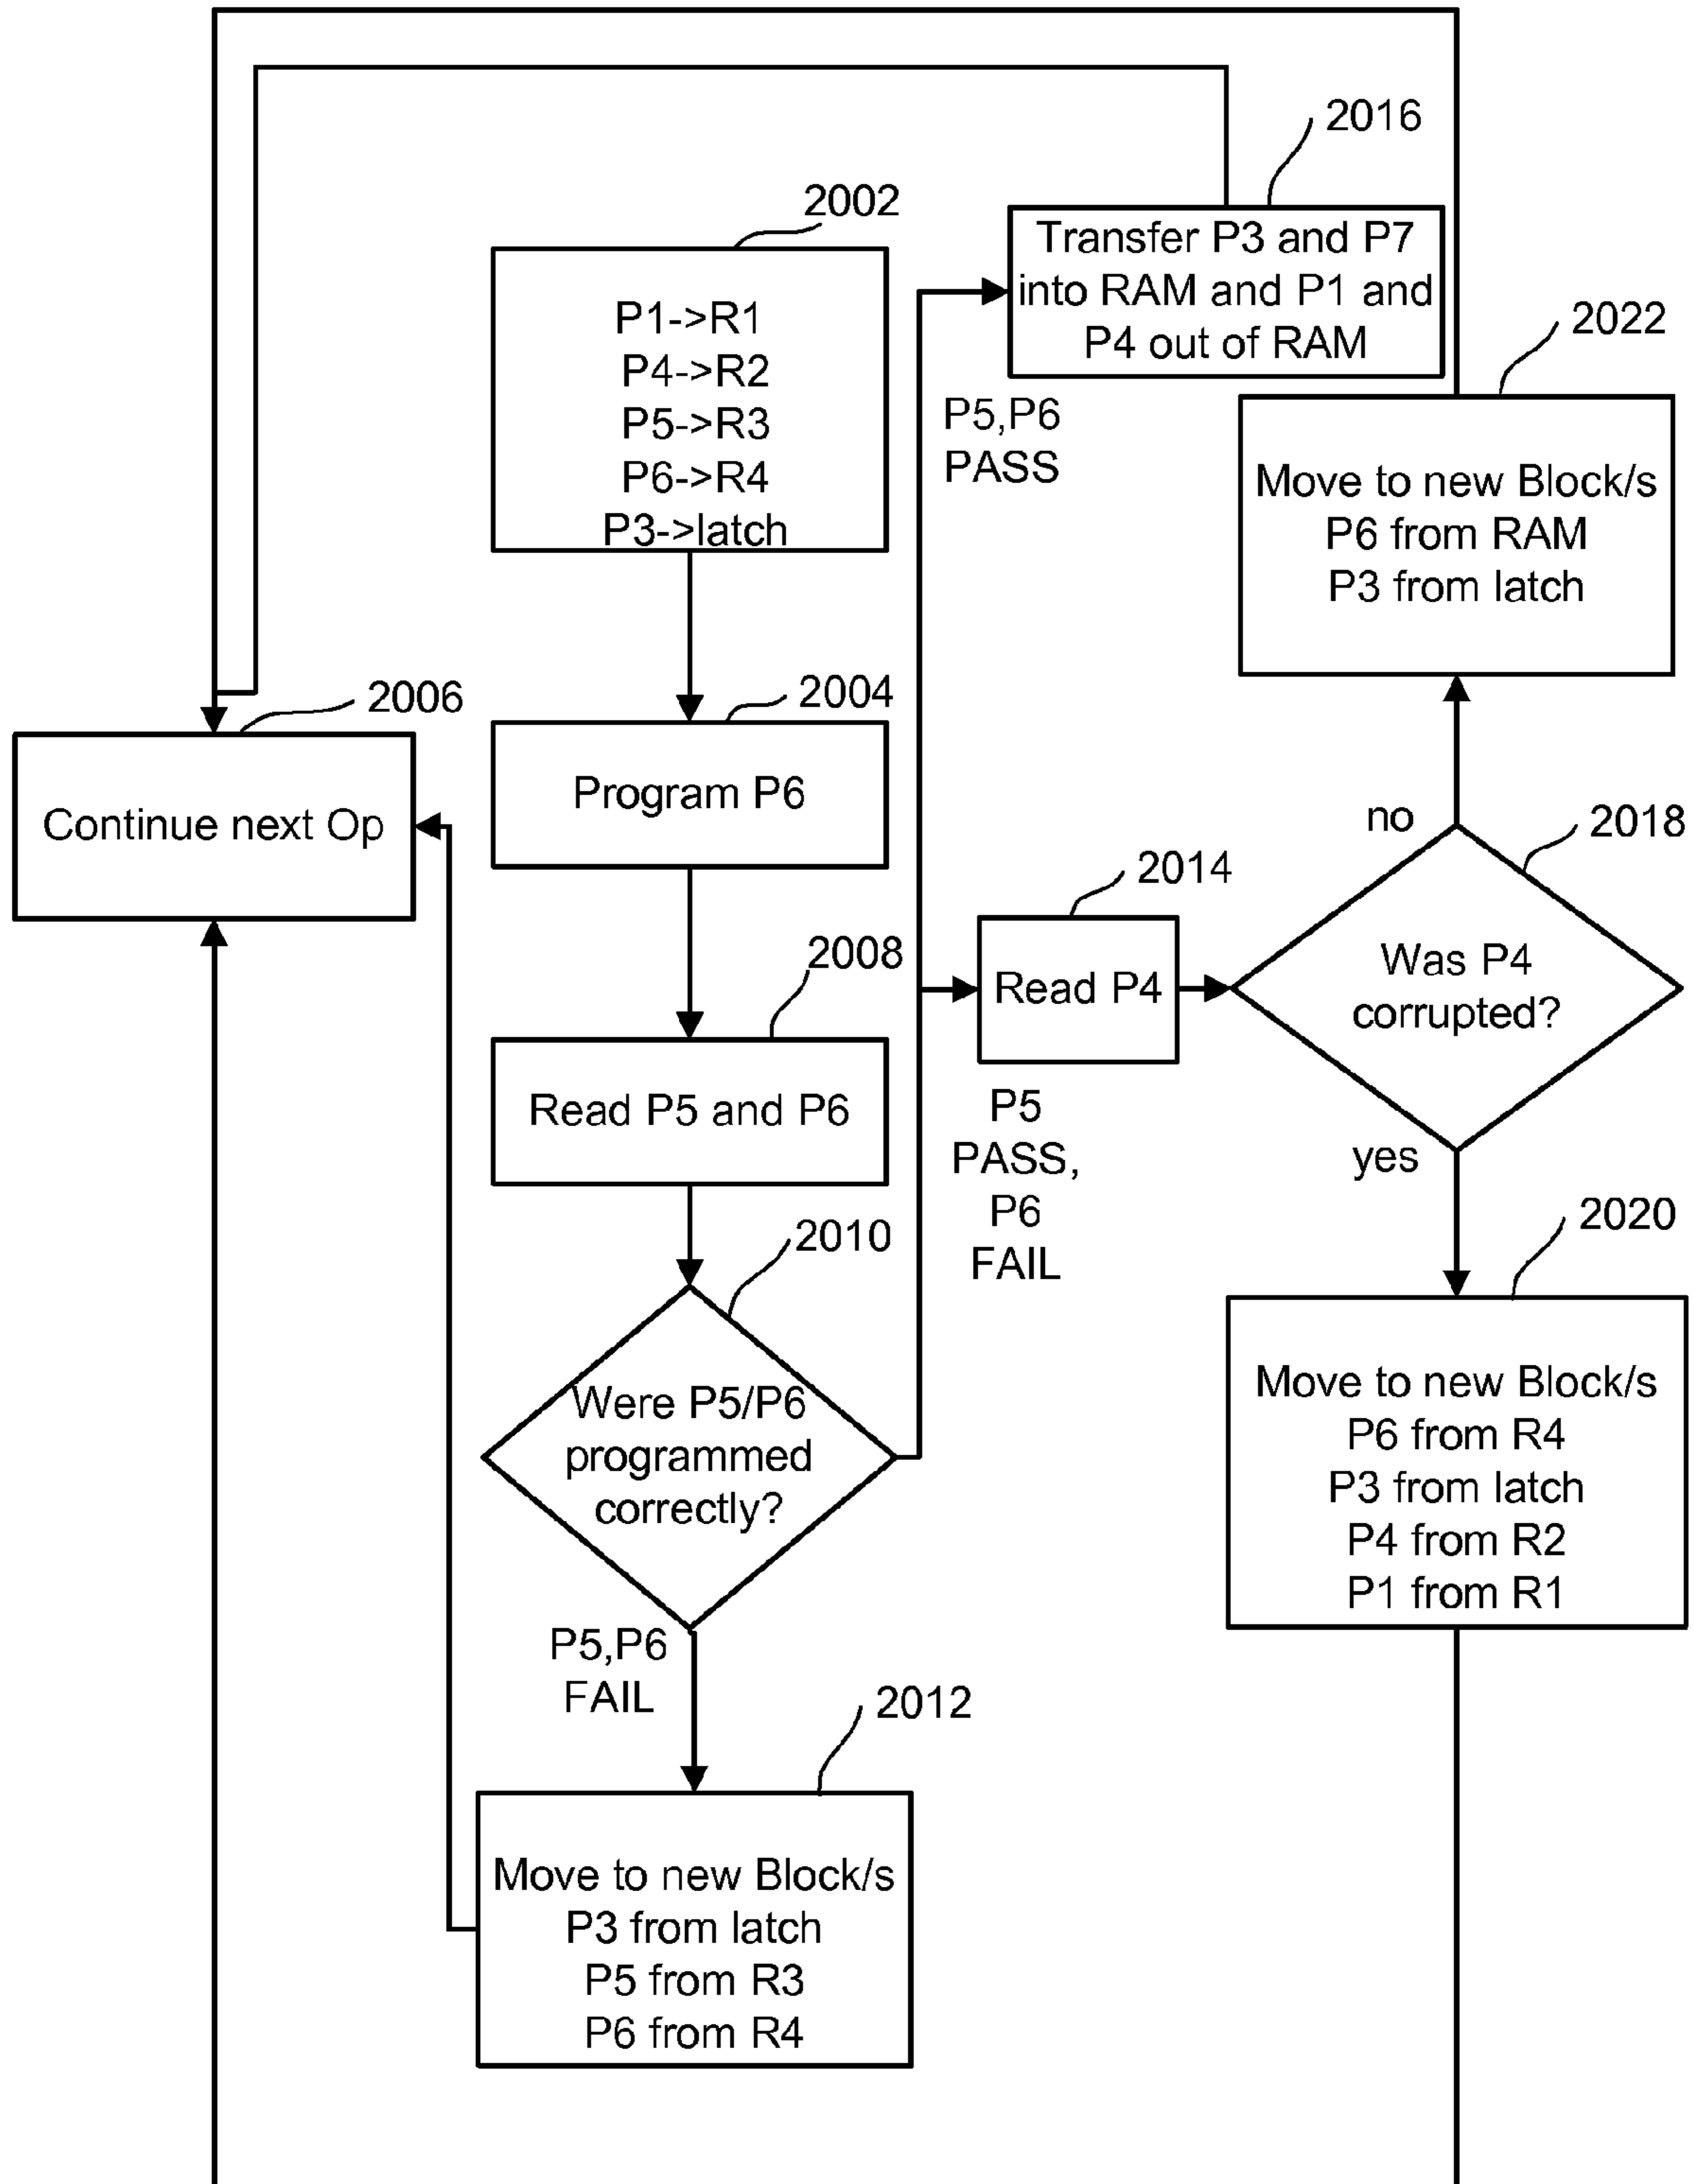 2016
Transfer P3 and P7
into RAM and P1 and
P4 out of RAM
2002
P1->R1
P4->R2
P5->R3
P6->R4
P3->latch
2022
Move to new Block/s
P6 from RAM
P3 from latch
P5,P6
PASS
2006
Continue next Op
2004
Program P6
2008
Read P5 and P6
2014
Read P4
P5
PASS,
P6
FAIL
no
2018
Was P4
corrupted?
yes
2010
Were P5/P6
programmed
correctly?
P5,P6
FAIL
2020
Move to new Block/s
P6 from R4
P3 from latch
P4 from R2
P1 from R1
2012
Move to new Block/s
P3 from latch
P5 from R3
P6 from R4